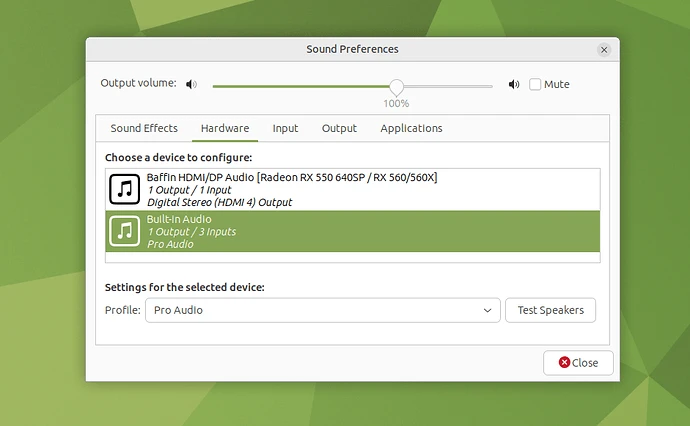 Sound Preferences
Output volume:
Mute
100%
Sound Effects Hardware Input Output Applications
Choose a device to configure:
Baffin HDMI/DP Audio [Radeon RX 550 640SP / RX 560/560X]
1 Output / 1 Input
Digital Stereo (HDMI 4) Output
Built-in Audio
1 Output / 3 Inputs
Pro Audio
Settings for the selected device:
Profile: Pro Audio Test Speakers
Close